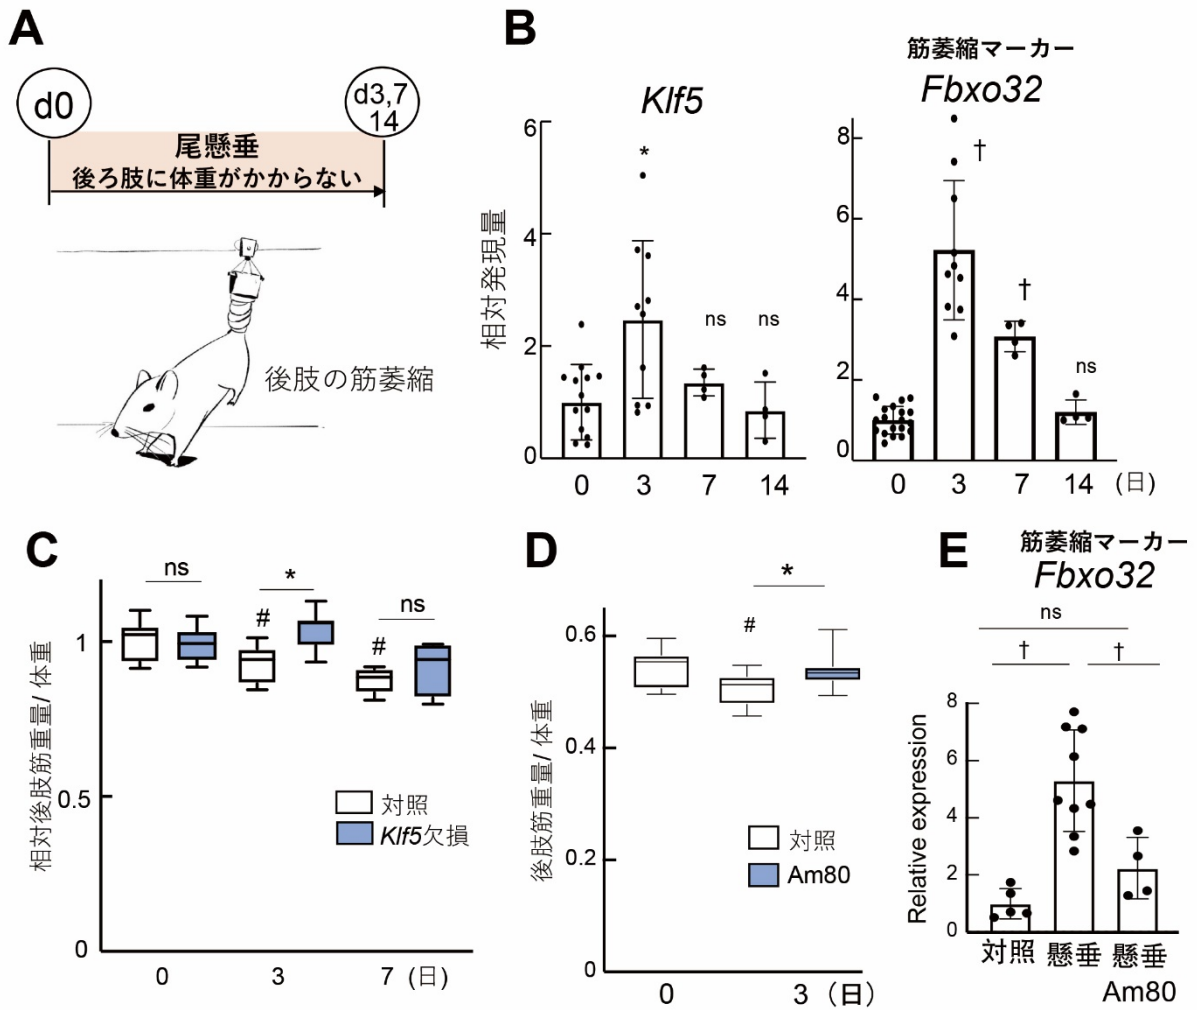 A
d0
d3,7
14
尾懸垂
後ろ肢に体重がかからない
後肢の筋萎縮
B
Klf5
相対発現量
6
4
2
0
*
ns
ns
0 3 7 14
筋萎縮マーカー
Fbxo32
8
6
4
2
0
†
†
ns
0 3 7 14 (日)
C
相対後肢筋重量/ 体重
1
0.5
0
ns
*
ns
#
#
対照
Klf5欠損
0 3 7 (日)
D
後肢筋重量/ 体重
0.6
0.4
0.2
0
*
#
対照
Am80
0 3 (日)
E
筋萎縮マーカー
Fbxo32
ns
†
†
Relative expression
8
6
4
2
0
対照 懸垂 懸垂
Am80